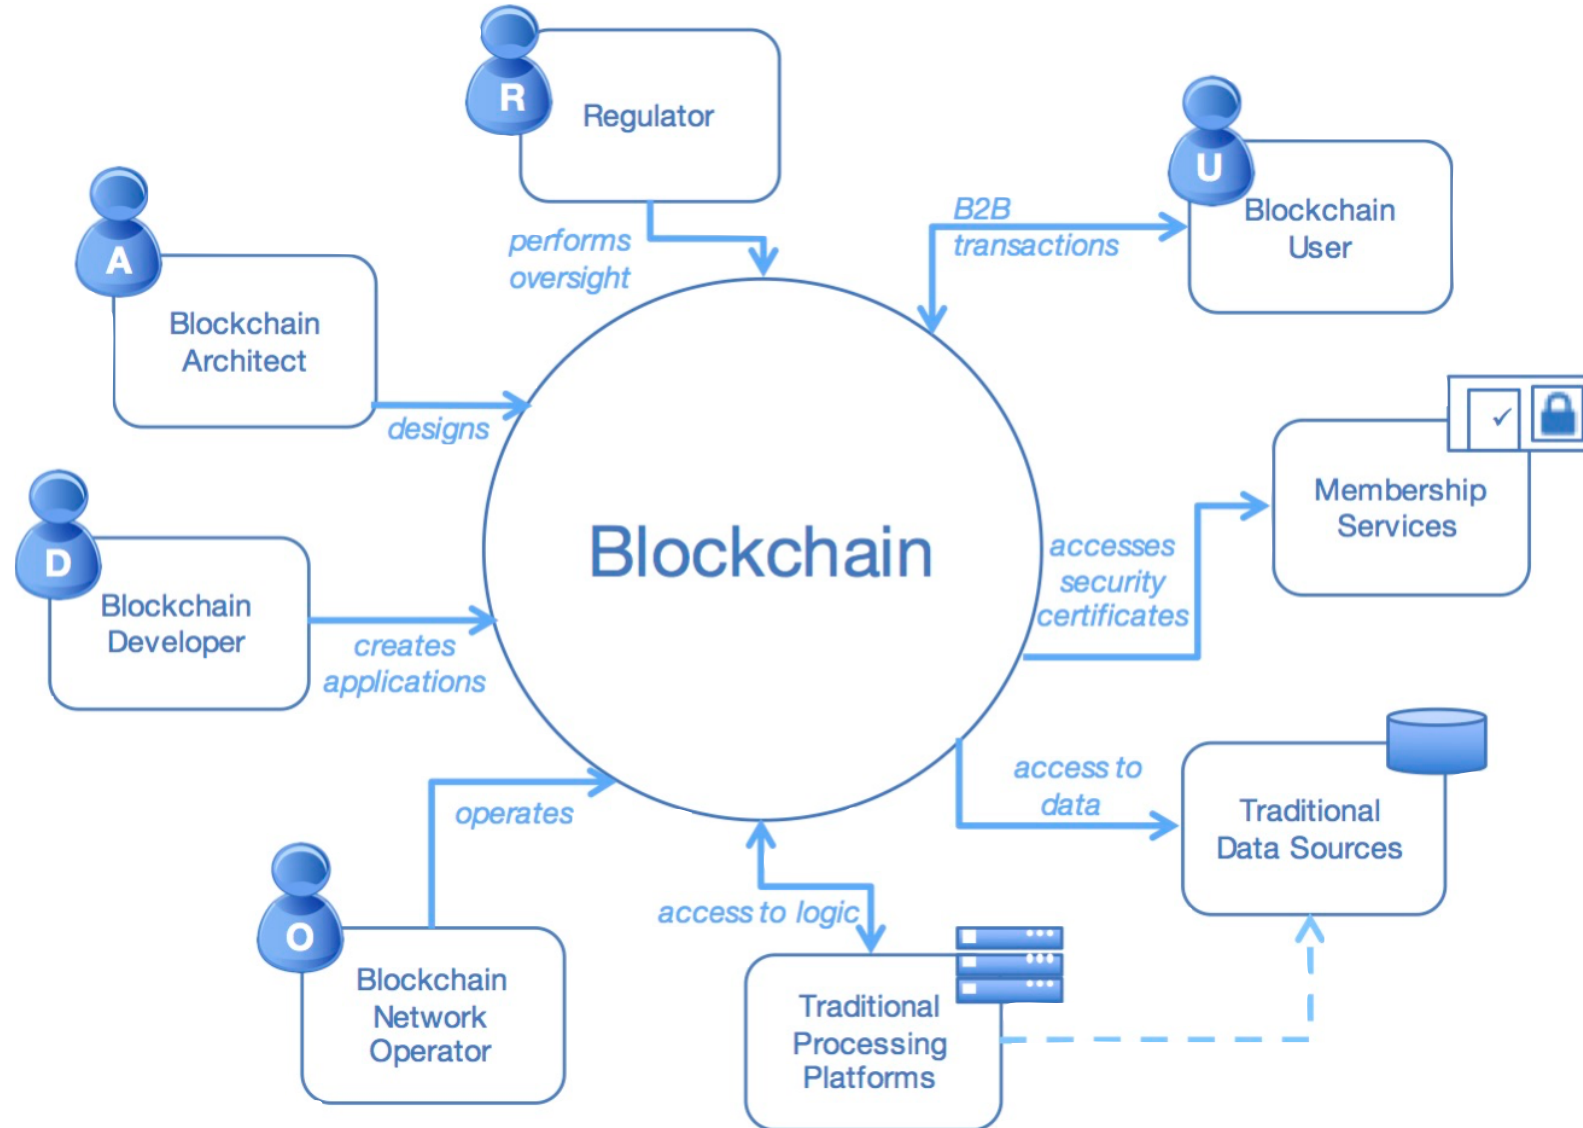 R
Regulator
U
Blockchain
User
B2B
transactions
performs
oversight
A
Blockchain
Architect
designs
D
Blockchain
Developer
creates
applications
Blockchain
Membership
Services
accesses
security
certificates
access to
data
Traditional
Data Sources
operates
O
Blockchain
Network
Operator
access to logic
Traditional
Processing
Platforms